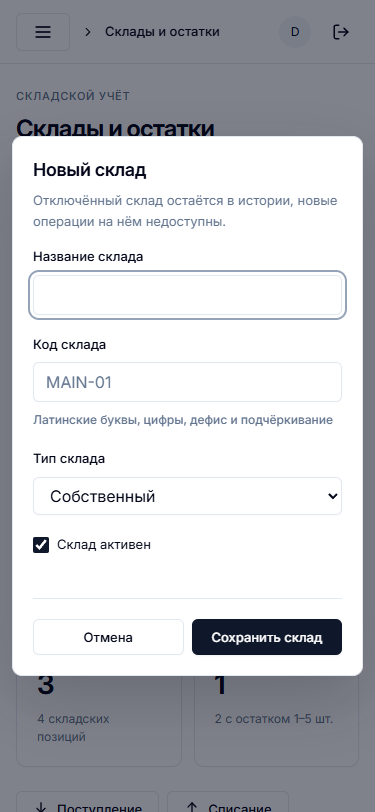 Склады и остатки
D
СКЛАДСКОЙ УЧЁТ
Склады и остатки
Новый склад
Отключённый склад остаётся в истории, новые
операции на нём недоступны.
Название склада
Код склада
MAIN-01
Латинские буквы, цифры, дефис и подчёркивание
Тип склада
Собственный
Склад активен
Отмена
Сохранить склад
3
1
4 складских
позиций
2 с остатком 1–5 шт.
Поступление
Списание